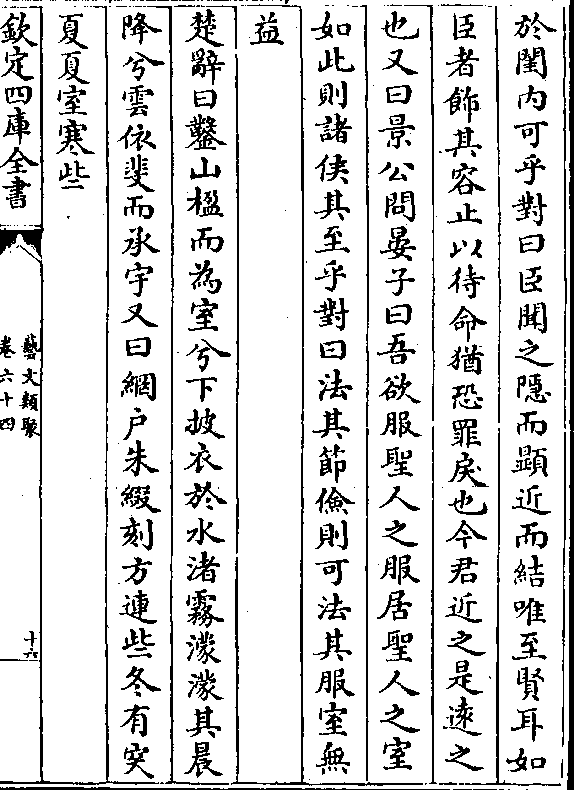 於閨内可乎對曰臣聞之隱而顯近而結唯至賢耳如
臣者飾其容止以待命猶恐罪戾也今君近之是逺之
也又曰景公問晏子曰吾欲服聖人之服居聖人之室
如此則諸侯其至乎對曰法其節儉則可法其服室無
益
楚辭曰鑿山楹而為室兮下披衣於水渚霧濛濛其晨
降兮雲依斐而承宇又曰網户朱綴刻方連些冬有突
夏夏室寒些
欽定四庫全書
藝文類聚
卷六十四
十六